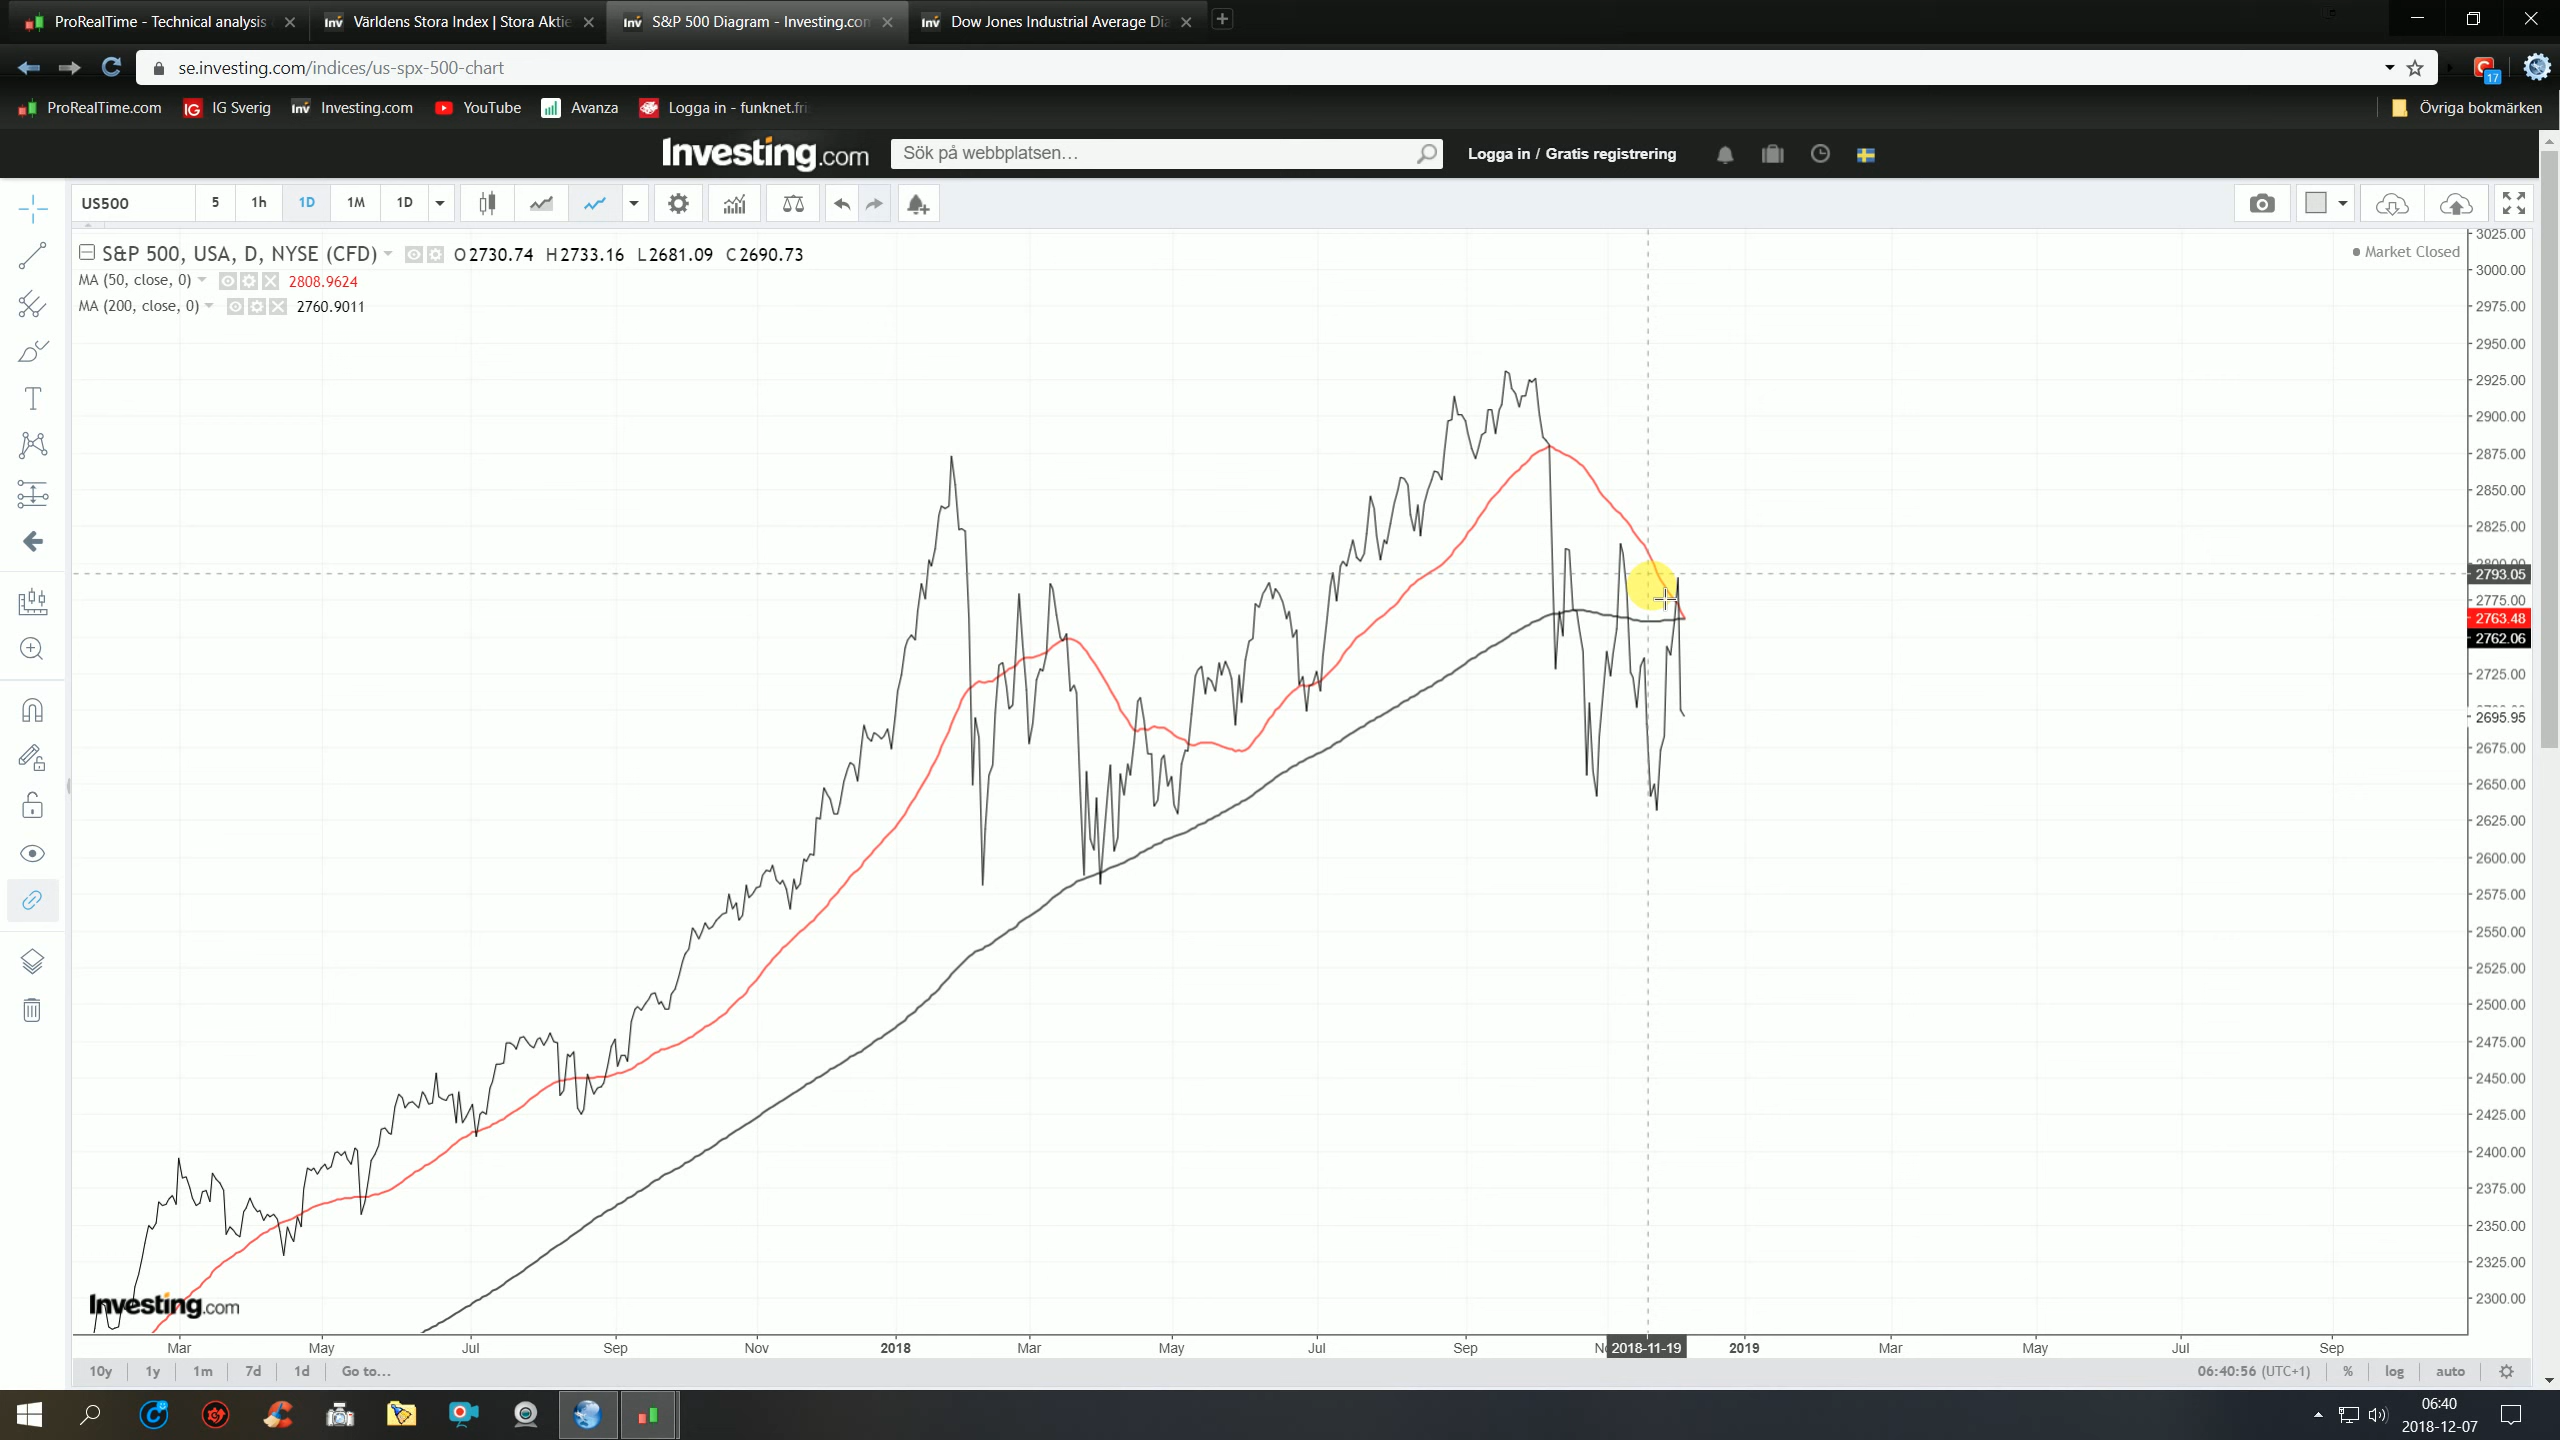 ProRealTime - Technical analysis
Världens Stora Index | Stora Aktie
S&P 500 Diagram - Investing.com
Dow Jones Industrial Average Dia
se.investing.com/indices/us-spx-500-chart
17
ProRealTime.com
IG Sverig
Investing.com
YouTube
Avanza
Logga in - funknet.fri
Övriga bokmärken
Investing.com
Sök på webbplatsen...
Logga in / Gratis registrering
US500
5
1h
1D
1M
1D
S&P 500, USA, D, NYSE (CFD)
O2730.74 H2733.16 L2681.09 C2690.73
Market Closed
MA (50, close, 0)
2808.9624
MA (200, close, 0)
2760.9011
3025.00
3000.00
2975.00
2950.00
2925.00
2900.00
2875.00
2850.00
2825.00
2793.05
2775.00
2763.48
2762.06
2725.00
2695.95
2675.00
2650.00
2625.00
2600.00
2575.00
2550.00
2525.00
2500.00
2475.00
2450.00
2425.00
2400.00
2375.00
2350.00
2325.00
2300.00
Investing.com
Mar
May
Jul
Sep
Nov
2018
Mar
May
Jul
Sep
2018-11-19
2019
Mar
May
Jul
Sep
10y
1y
1m
7d
1d
Go to...
06:40:56 (UTC+1)
%
log
auto
06:40
2018-12-07